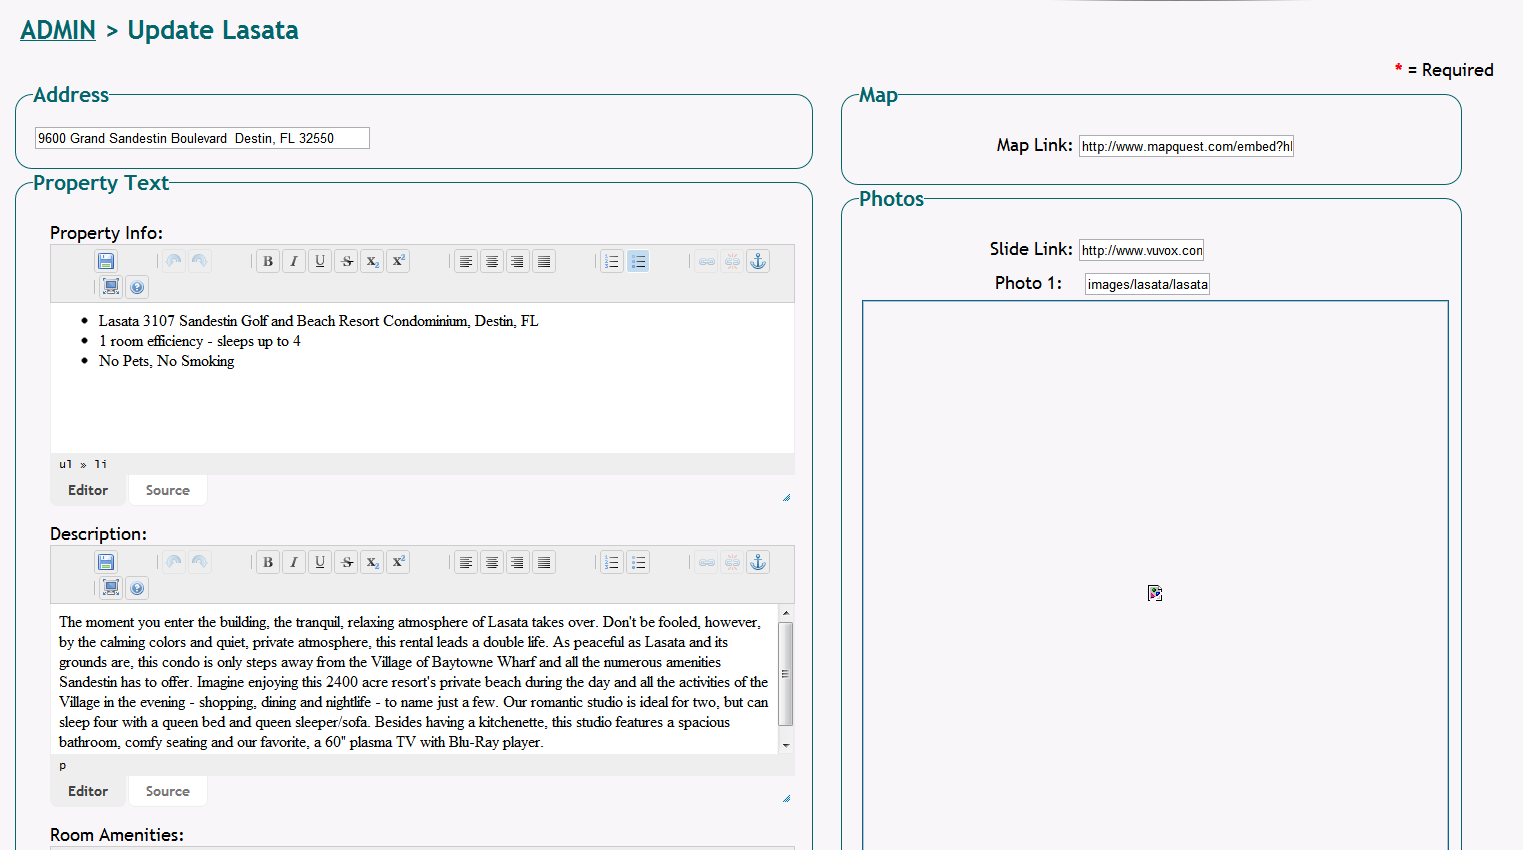 ADMIN > Update Lasata
* = Required
Address
9600 Grand Sandestin Boulevard  Destin, FL 32550
Property Text
Property Info:
B I U S X2 X2
• Lasata 3107 Sandestin Golf and Beach Resort Condominium, Destin, FL
• 1 room efficiency - sleeps up to 4
• No Pets, No Smoking
ul » li
Editor Source
Description:
B I U S X2 X2
The moment you enter the building, the tranquil, relaxing atmosphere of Lasata takes over. Don't be fooled, however,
by the calming colors and quiet, private atmosphere, this rental leads a double life. As peaceful as Lasata and its
grounds are, this condo is only steps away from the Village of Baytowne Wharf and all the numerous amenities
Sandestin has to offer. Imagine enjoying this 2400 acre resort's private beach during the day and all the activities of the
Village in the evening - shopping, dining and nightlife - to name just a few. Our romantic studio is ideal for two, but can
sleep four with a queen bed and queen sleeper/sofa. Besides having a kitchenette, this studio features a spacious
bathroom, comfy seating and our favorite, a 60" plasma TV with Blu-Ray player.
p
Editor Source
Room Amenities:
Map
Map Link: http://www.mapquest.com/embed?hl
Photos
Slide Link: http://www.vuvox.con
Photo 1: images/lasata/lasata